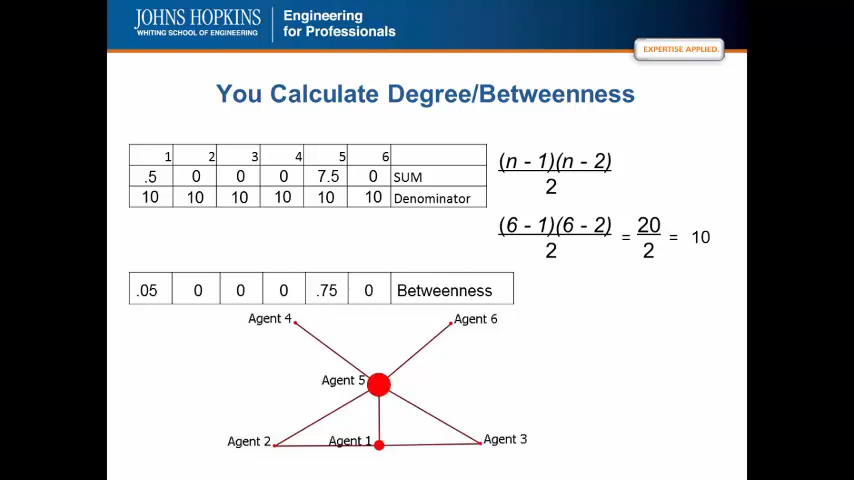 JOHNS HOPKINS
WHITING SCHOOL OF ENGINEERING
Engineering
for Professionals
EXPERTISE APPLIED.
You Calculate Degree/Betweenness
1 2 3 4 5 6
.5 0 0 0 7.5 0 SUM
10 10 10 10 10 10 Denominator
(n - 1)(n - 2)
2
(6 - 1)(6 - 2)
2
=
20
2
= 10
.05 0 0 0 .75 0 Betweenness
Agent 4
Agent 6
Agent 5
Agent 2
Agent 1
Agent 3